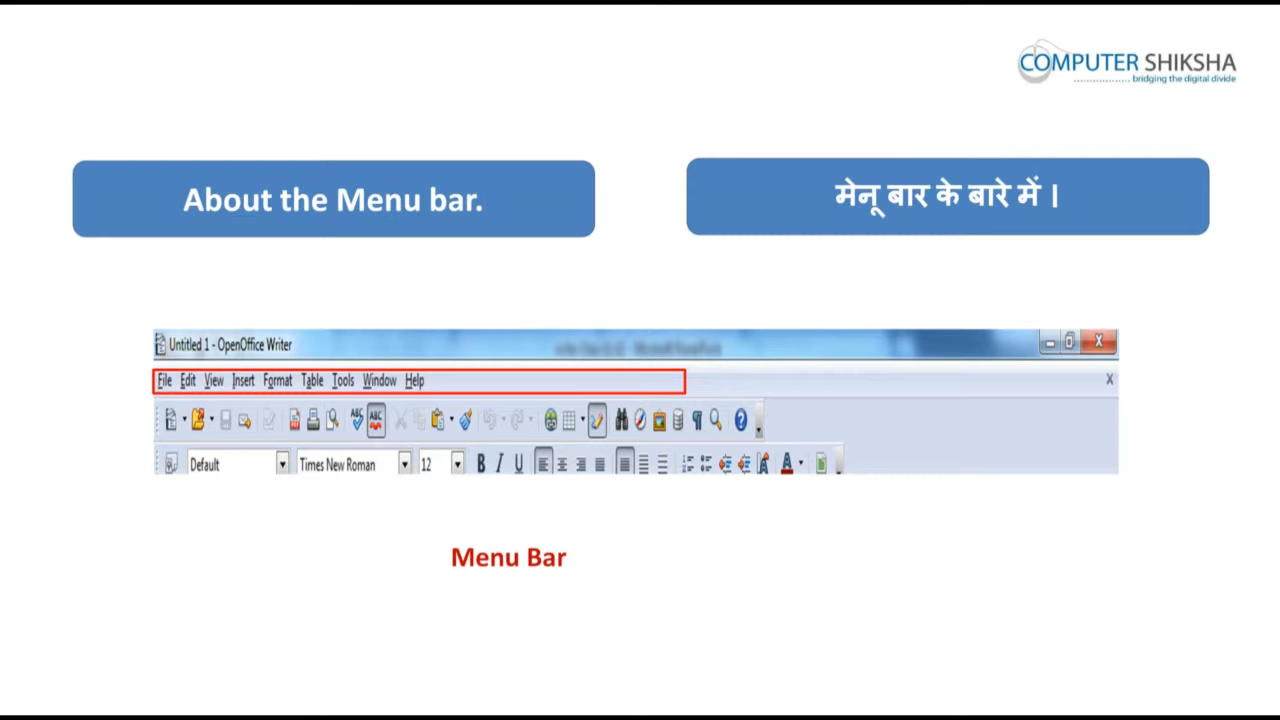 COMPUTER SHIKSHA
bridging the digital divide
About the Menu bar.
मेनू बार के बारे में |
Untitled 1 - OpenOffice Writer
File Edit View Insert Format Table Tools Window Help
Default Times New Roman 12
Menu Bar